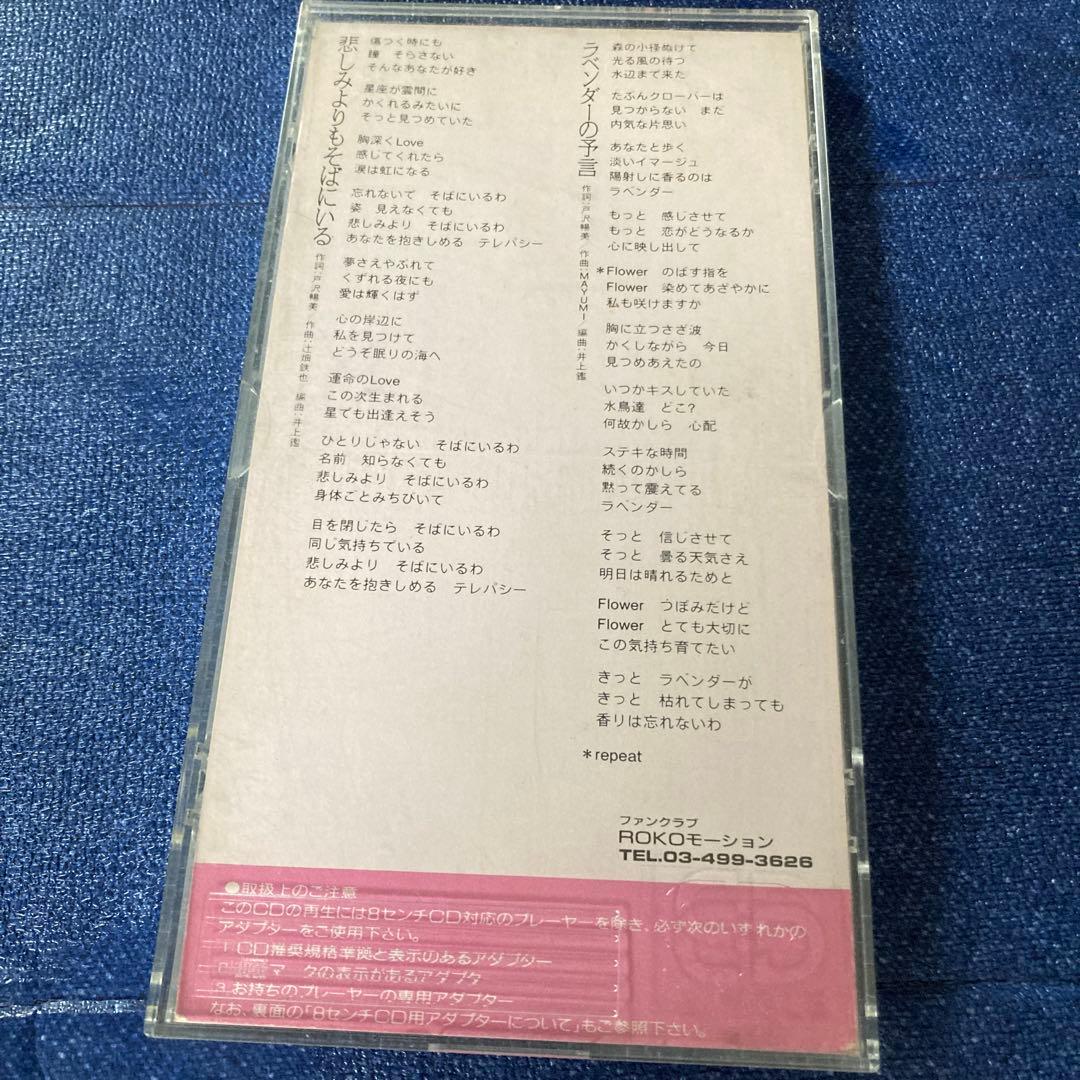 ラベンダーの予言
作詞:戸沢暢美/作曲:MAYUMI 編曲:井上鑑
森の小径ぬけて
光る風の待つ
水辺まで来た
たぶんクローバーは
見つからない　まだ
内気な片思い
あなたと歩く
淡いイマージュ
陽射しに香るのは
ラベンダー
もっと　感じさせて
もっと　恋がどうなるか
心に映し出して
*Flower　のばす指を
Flower　染めてあざやかに
私も咲けますか
胸に立つさざ波
かくしながら　今日
見つめあえたの
いつかキスしていた
水鳥達　どこ?
何故かしら　心配
ステキな時間
続くのかしら
黙って震えてる
ラベンダー
そっと　信じさせて
そっと　曇る天気さえ
明日は晴れるためと
Flower　つぼみだけど
Flower　とても大切に
この気持ち育てたい
きっと　ラベンダーが
きっと　枯れてしまっても
香りは忘れないわ
*repeat
悲しみよりもそばにいる
作詞:戸沢暢美/作曲:辻畑鉄也 編曲:井上鑑
傷つく時にも
瞳　そらさない
そんなあなたが好き
星座が雲間に
かくれるみたいに
そっと見つめていた
胸深くLove
感じてくれたら
涙は虹になる
忘れないで　そばにいるわ
姿　見えなくても
悲しみより　そばにいるわ
あなたを抱きしめる　テレパシー
夢さえやぶれて
くずれる夜にも
愛は輝くはず
心の岸辺に
私を見つけて
どうぞ眠りの海へ
運命のLove
この次生まれる
星でも出逢えそう
ひとりじゃない　そばにいるわ
名前　知らなくても
悲しみより　そばにいるわ
身体ごとみちびいて
目を閉じたら　そばにいるわ
同じ気持ちでいる
悲しみより　そばにいるわ
あなたを抱きしめる　テレパシー
ファンクラブ
ROKOモーション
TEL.03-499-3626
●取扱上のご注意
このCDの再生には8センチCD対応のプレーヤーを除き、必ず次のいずれかの
アダプターをご使用下さい。
1.CD推奨規格準拠と表示のあるアダプター
マークの表示があるアダプタ
3.お持ちのプレーヤーの専用アダプター
なお、裏面の「8センチCD用アダプターについて」もご参照下さい。